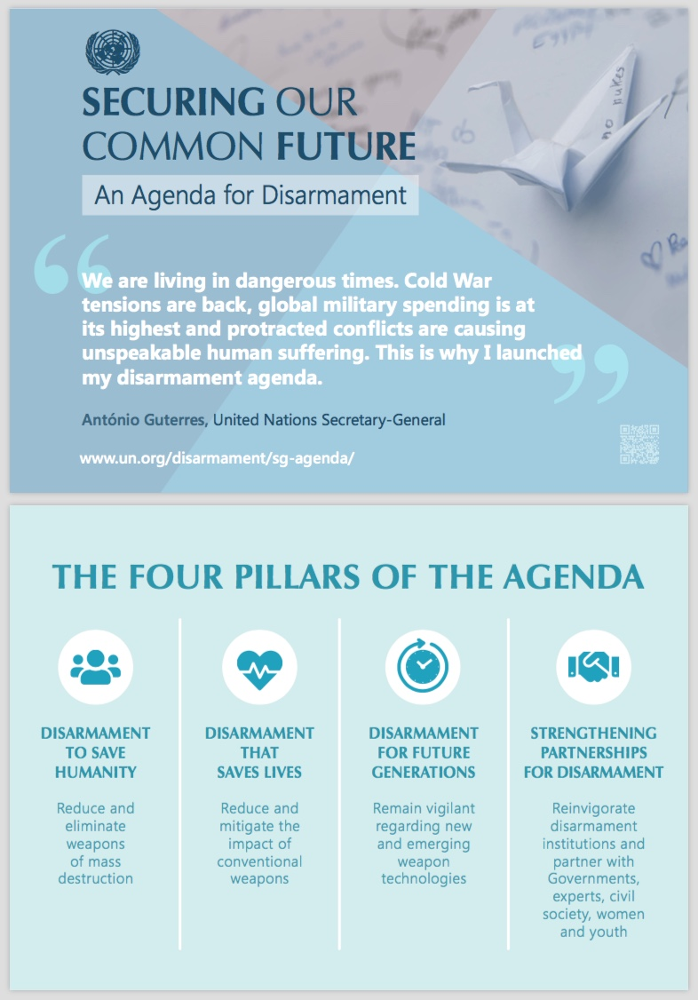 SECURING OUR
COMMON FUTURE
An Agenda for Disarmament
no nukes
“We are living in dangerous times. Cold War
tensions are back, global military spending is at
its highest and protracted conflicts are causing
unspeakable human suffering. This is why I launched
my disarmament agenda.”
António Guterres, United Nations Secretary-General
www.un.org/disarmament/sg-agenda/
THE FOUR PILLARS OF THE AGENDA
DISARMAMENT
TO SAVE
HUMANITY
Reduce and
eliminate
weapons
of mass
destruction
DISARMAMENT
THAT
SAVES LIVES
Reduce and
mitigate the
impact of
conventional
weapons
DISARMAMENT
FOR FUTURE
GENERATIONS
Remain vigilant
regarding new
and emerging
weapon
technologies
STRENGTHENING
PARTNERSHIPS
FOR DISARMAMENT
Reinvigorate
disarmament
institutions and
partner with
Governments,
experts, civil
society, women
and youth